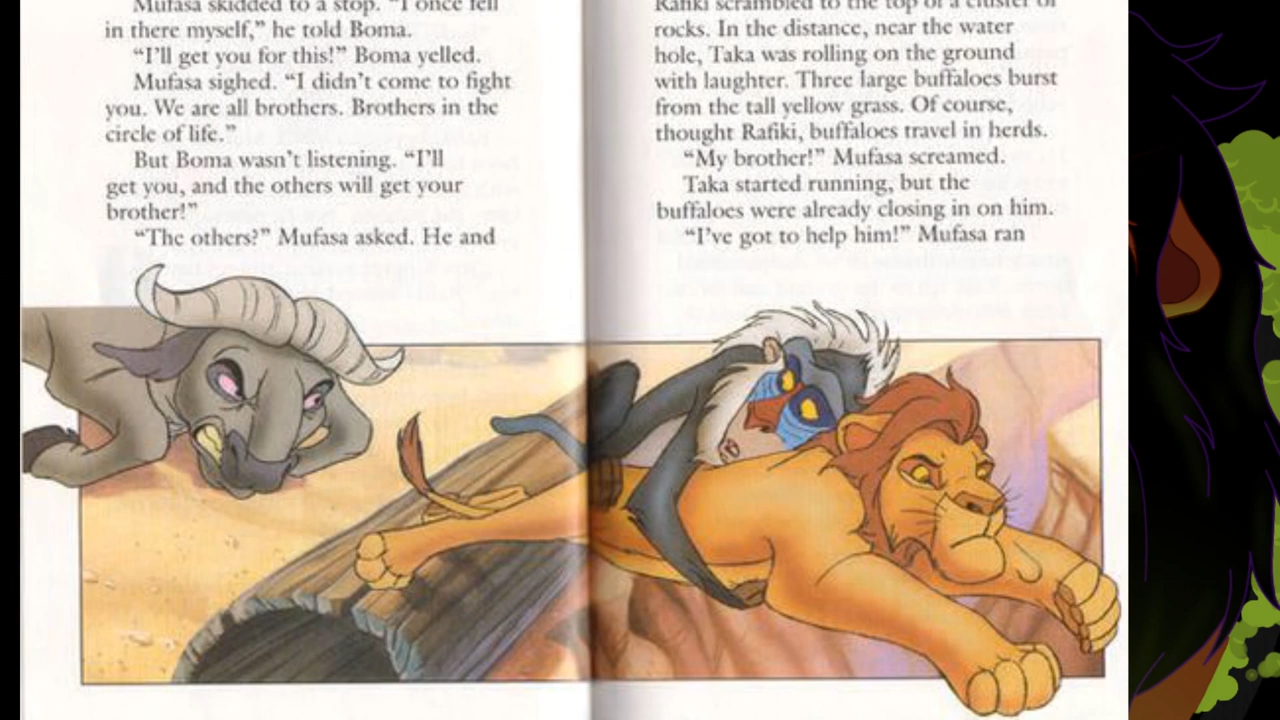 Mufasa skidded to a stop. "I once fell
in there myself," he told Boma.
"I'll get you for this!" Boma yelled.
Mufasa sighed. "I didn't come to fight
you. We are all brothers. Brothers in the
circle of life."
But Boma wasn't listening. "I'll
get you, and the others will get your
brother!"
"The others?" Mufasa asked. He and
Rafiki scrambled to the top of a cluster of
rocks. In the distance, near the water
hole, Taka was rolling on the ground
with laughter. Three large buffaloes burst
from the tall yellow grass. Of course,
thought Rafiki, buffaloes travel in herds.
"My brother!" Mufasa screamed.
Taka started running, but the
buffaloes were already closing in on him.
"I've got to help him!" Mufasa ran